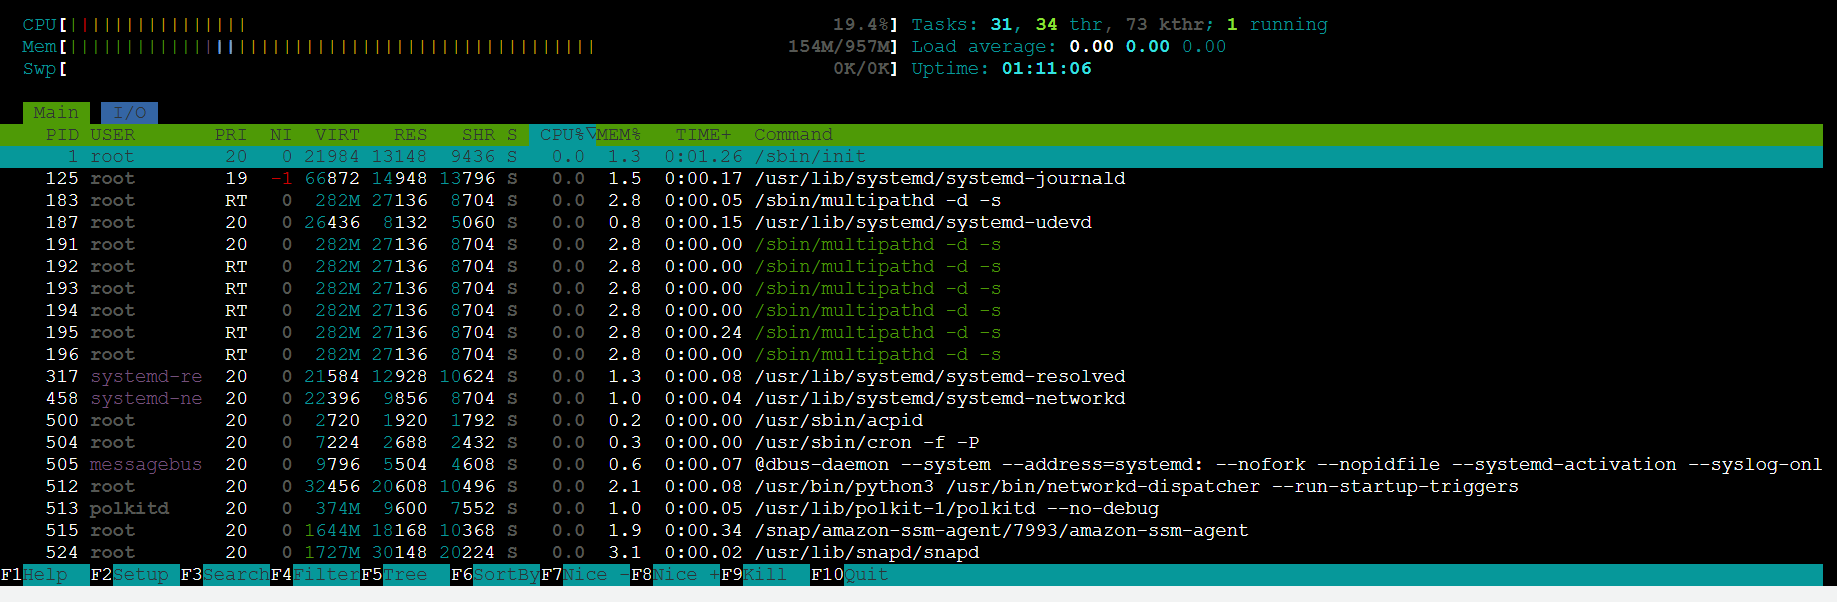 CPU[|||||||||||||||| 19.4%] Tasks: 31, 34 thr, 73 kthr; 1 running
Mem[|||||||||||||||||||||||||||||||||||||||||||||||| 154M/957M] Load average: 0.00 0.00 0.00
Swp[ 0K/0K] Uptime: 01:11:06
Main I/O
PID USER PRI NI VIRT RES SHR S CPU%▽MEM% TIME+ Command
1 root 20 0 21984 13148 9436 S 0.0 1.3 0:01.26 /sbin/init
125 root 19 -1 66872 14948 13796 S 0.0 1.5 0:00.17 /usr/lib/systemd/systemd-journald
183 root RT 0 282M 27136 8704 S 0.0 2.8 0:00.05 /sbin/multipathd -d -s
187 root 20 0 26436 8132 5060 S 0.0 0.8 0:00.15 /usr/lib/systemd/systemd-udevd
191 root 20 0 282M 27136 8704 S 0.0 2.8 0:00.00 /sbin/multipathd -d -s
192 root RT 0 282M 27136 8704 S 0.0 2.8 0:00.00 /sbin/multipathd -d -s
193 root RT 0 282M 27136 8704 S 0.0 2.8 0:00.00 /sbin/multipathd -d -s
194 root RT 0 282M 27136 8704 S 0.0 2.8 0:00.00 /sbin/multipathd -d -s
195 root RT 0 282M 27136 8704 S 0.0 2.8 0:00.24 /sbin/multipathd -d -s
196 root RT 0 282M 27136 8704 S 0.0 2.8 0:00.00 /sbin/multipathd -d -s
317 systemd-re 20 0 21584 12928 10624 S 0.0 1.3 0:00.08 /usr/lib/systemd/systemd-resolved
458 systemd-ne 20 0 22396 9856 8704 S 0.0 1.0 0:00.04 /usr/lib/systemd/systemd-networkd
500 root 20 0 2720 1920 1792 S 0.0 0.2 0:00.00 /usr/sbin/acpid
504 root 20 0 7224 2688 2432 S 0.0 0.3 0:00.00 /usr/sbin/cron -f -P
505 messagebus 20 0 9796 5504 4608 S 0.0 0.6 0:00.07 @dbus-daemon --system --address=systemd: --nofork --nopidfile --systemd-activation --syslog-onl
512 root 20 0 32456 20608 10496 S 0.0 2.1 0:00.08 /usr/bin/python3 /usr/bin/networkd-dispatcher --run-startup-triggers
513 polkitd 20 0 374M 9600 7552 S 0.0 1.0 0:00.05 /usr/lib/polkit-1/polkitd --no-debug
515 root 20 0 1644M 18168 10368 S 0.0 1.9 0:00.34 /snap/amazon-ssm-agent/7993/amazon-ssm-agent
524 root 20 0 1727M 30148 20224 S 0.0 3.1 0:00.02 /usr/lib/snapd/snapd
F1Help F2Setup F3SearchF4FilterF5Tree F6SortByF7Nice -F8Nice +F9Kill F10Quit